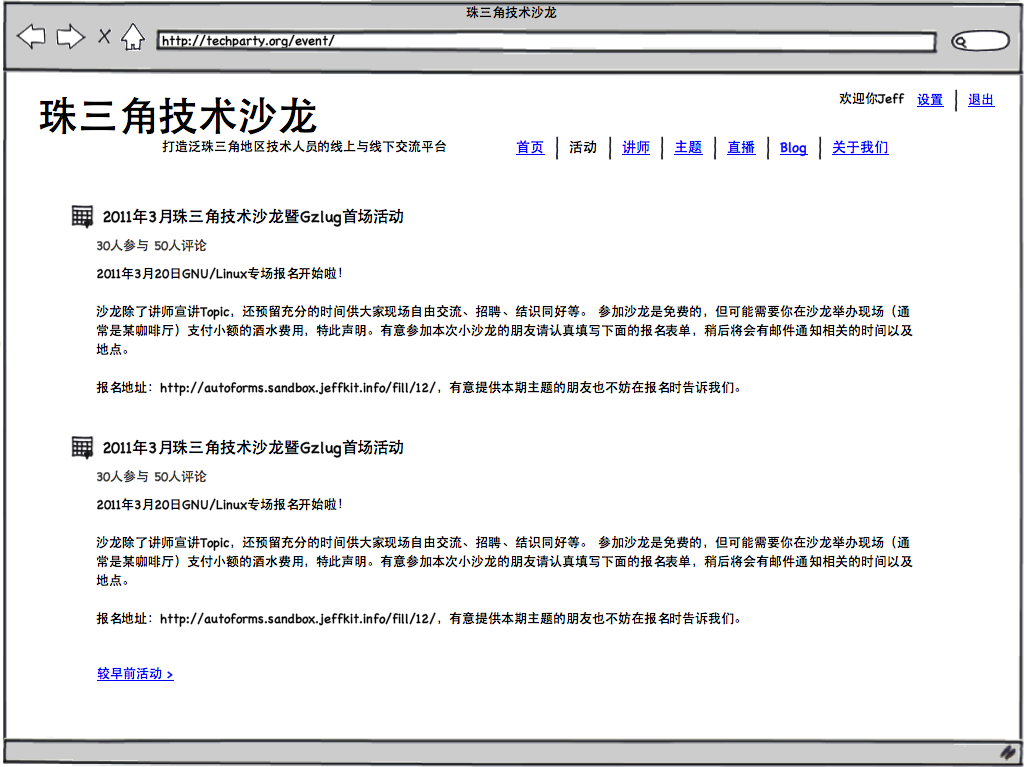 珠三角技术沙龙
http://techparty.org/event/
欢迎你Jeff 设置 退出
珠三角技术沙龙
打造泛珠三角地区技术人员的线上与线下交流平台
首页 活动 讲师 主题 直播 Blog 关于我们
2011年3月珠三角技术沙龙暨Gzlug首场活动
30人参与 50人评论
2011年3月20日GNU/Linux专场报名开始啦！
沙龙除了讲师宣讲Topic，还预留充分的时间供大家现场自由交流、招聘、结识同好等。 参加沙龙是免费的，但可能需要你在沙龙举办现场（通
常是某咖啡厅）支付小额的酒水费用，特此声明。有意参加本次小沙龙的朋友请认真填写下面的报名表单，稍后将会有邮件通知相关的时间以及
地点。
报名地址：http://autoforms.sandbox.jeffkit.info/fill/12/，有意提供本期主题的朋友也不妨在报名时告诉我们。
2011年3月珠三角技术沙龙暨Gzlug首场活动
30人参与 50人评论
2011年3月20日GNU/Linux专场报名开始啦！
沙龙除了讲师宣讲Topic，还预留充分的时间供大家现场自由交流、招聘、结识同好等。 参加沙龙是免费的，但可能需要你在沙龙举办现场（通
常是某咖啡厅）支付小额的酒水费用，特此声明。有意参加本次小沙龙的朋友请认真填写下面的报名表单，稍后将会有邮件通知相关的时间以及
地点。
报名地址：http://autoforms.sandbox.jeffkit.info/fill/12/，有意提供本期主题的朋友也不妨在报名时告诉我们。
较早前活动 >